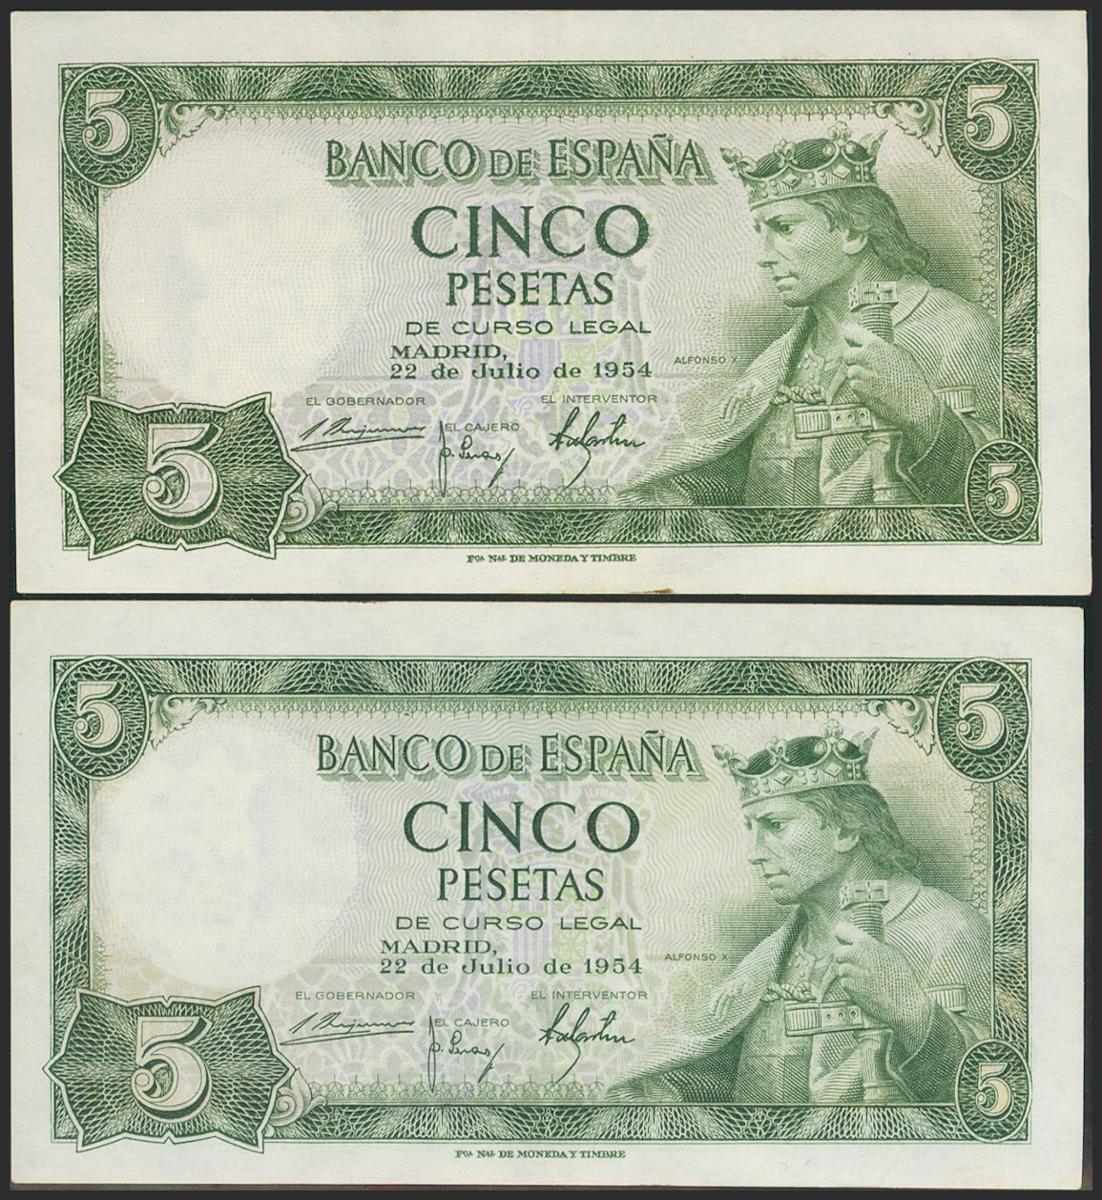 5
5
BANCO DE ESPAÑA
CINCO
PESETAS
DE CURSO LEGAL
MADRID,
22 de Julio de 1954
ALFONSO X
EL GOBERNADOR
EL INTERVENTOR
EL CAJERO
5
5
FCA NAL DE MONEDA Y TIMBRE
5
5
BANCO DE ESPAÑA
CINCO
PESETAS
DE CURSO LEGAL
MADRID,
22 de Julio de 1954
ALFONSO X
EL GOBERNADOR
EL INTERVENTOR
EL CAJERO
5
5
FCA NAL DE MONEDA Y TIMBRE